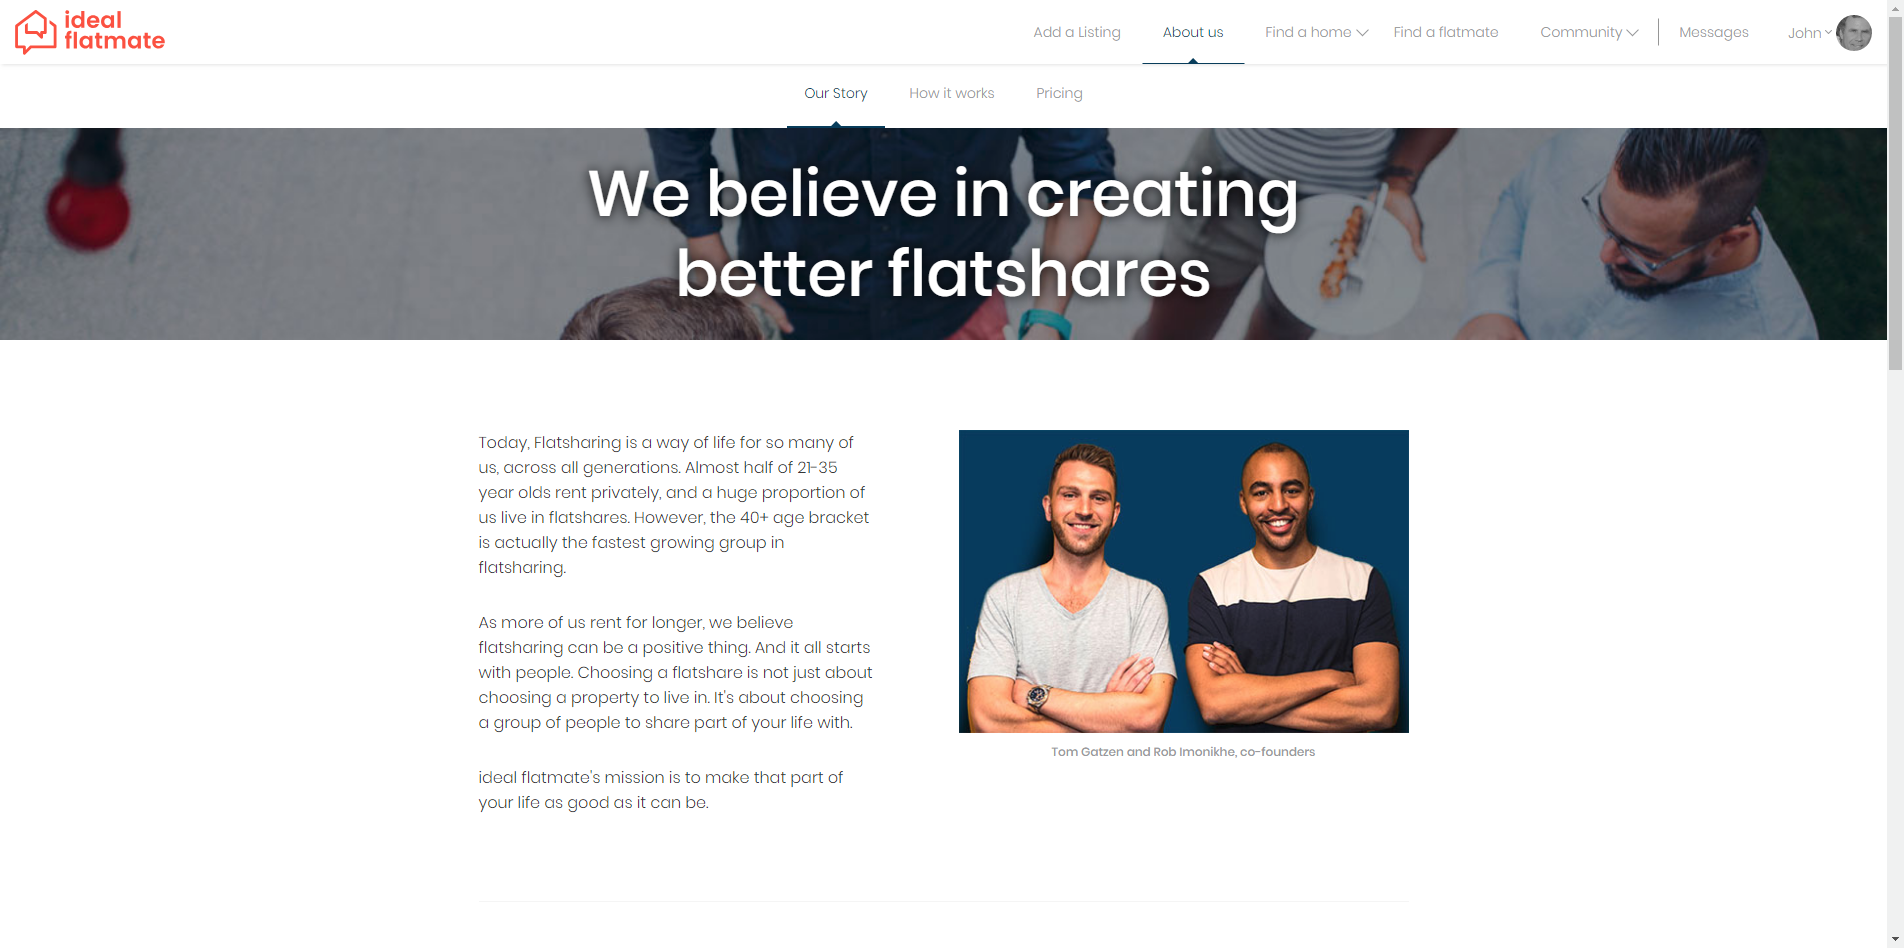 ideal
flatmate
Add a Listing
About us
Find a home
Find a flatmate
Community
Messages
John
Our Story
How it works
Pricing
We believe in creating
better flatshares
Today, Flatsharing is a way of life for so many of
us, across all generations. Almost half of 21-35
year olds rent privately, and a huge proportion of
us live in flatshares. However, the 40+ age bracket
is actually the fastest growing group in
flatsharing.
As more of us rent for longer, we believe
flatsharing can be a positive thing. And it all starts
with people. Choosing a flatshare is not just about
choosing a property to live in. It's about choosing
a group of people to share part of your life with.
ideal flatmate's mission is to make that part of
your life as good as it can be.
Tom Gatzen and Rob Imonikhe, co-founders